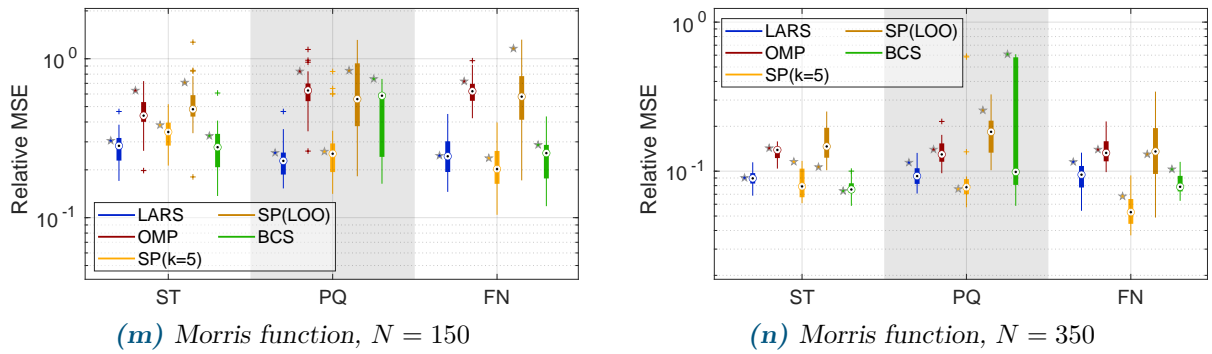 Relative MSE
10^0
10^-1
LARS
OMP
SP(k=5)
SP(LOO)
BCS
ST
PQ
FN
(m) Morris function, N = 150
Relative MSE
10^0
10^-1
LARS
OMP
SP(k=5)
SP(LOO)
BCS
ST
PQ
FN
(n) Morris function, N = 350